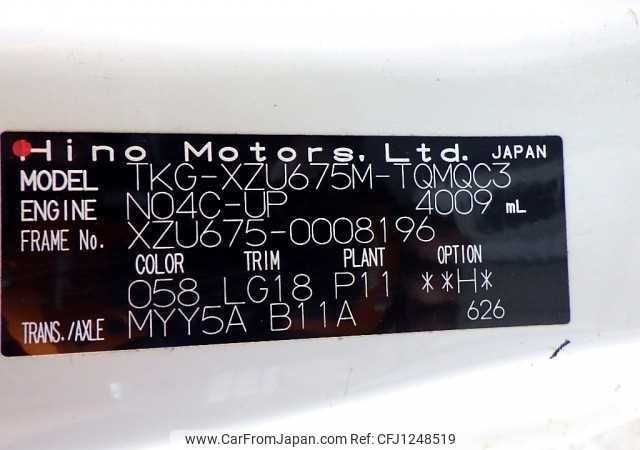 Hino Motors, Ltd. JAPAN
MODEL TKG-XZU675M-TQMQC3
ENGINE N04C-UP 4009 mL
FRAME No. XZU675-0008196
COLOR TRIM PLANT OPTION
058 LG18 P11 **H*
TRANS./AXLE MYY5A B11A 626
www.CarFromJapan.com | Ref. No CFJ1248519